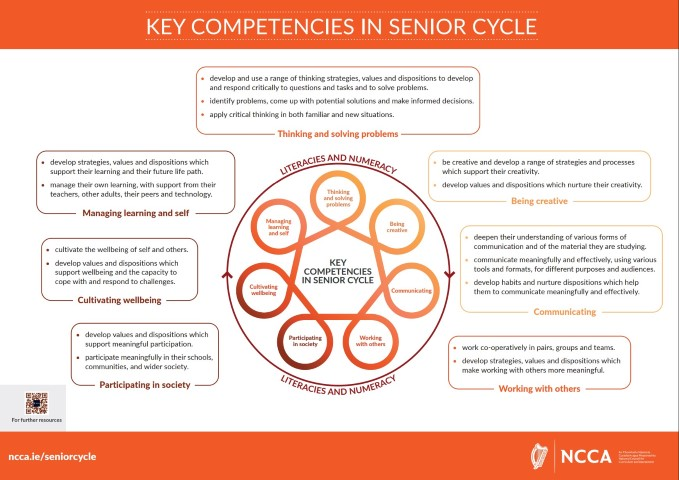 KEY COMPETENCIES IN SENIOR CYCLE
• develop and use a range of thinking strategies, values and dispositions to develop
and respond critically to questions and tasks and to solve problems.
• identify problems, come up with potential solutions and make informed decisions.
• apply critical thinking in both familiar and new situations.
Thinking and solving problems
• develop strategies, values and dispositions which
support their learning and their future life path.
• manage their own learning, with support from their
teachers, other adults, their peers and technology.
Managing learning and self
• cultivate the wellbeing of self and others.
• develop values and dispositions which
support wellbeing and the capacity to
cope with and respond to challenges.
Cultivating wellbeing
• develop values and dispositions which
support meaningful participation.
• participate meaningfully in their schools,
communities, and wider society.
Participating in society
LITERACIES AND NUMERACY
Thinking
and solving
problems
Managing
learning
and self
Being
creative
KEY
COMPETENCIES
IN SENIOR CYCLE
Cultivating
wellbeing
Communicating
Participating
in society
Working
with others
LITERACIES AND NUMERACY
• be creative and develop a range of strategies and processes
which support their creativity.
• develop values and dispositions which nurture their creativity.
Being creative
• deepen their understanding of various forms of
communication and of the material they are studying.
• communicate meaningfully and effectively, using various
tools and formats, for different purposes and audiences.
• develop habits and nurture dispositions which help
them to communicate meaningfully and effectively.
Communicating
• work co-operatively in pairs, groups and teams.
• develop strategies, values and dispositions which
make working with others more meaningful.
Working with others
For further resources
ncca.ie/seniorcycle
NCCA